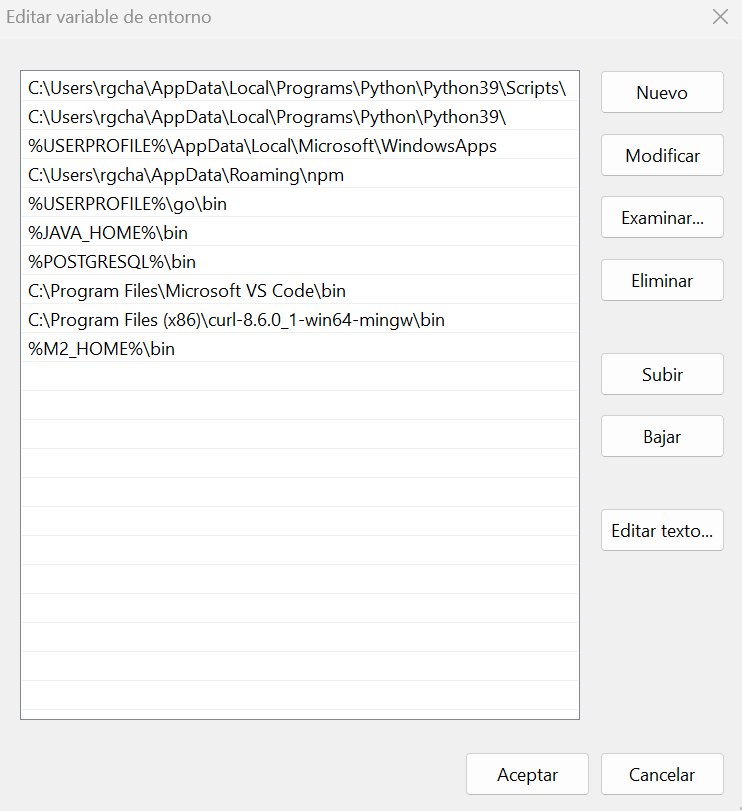 Editar variable de entorno
C:\Users\rgcha\AppData\Local\Programs\Python\Python39\Scripts\
C:\Users\rgcha\AppData\Local\Programs\Python\Python39\
%USERPROFILE%\AppData\Local\Microsoft\WindowsApps
C:\Users\rgcha\AppData\Roaming\npm
%USERPROFILE%\go\bin
%JAVA_HOME%\bin
%POSTGRESQL%\bin
C:\Program Files\Microsoft VS Code\bin
C:\Program Files (x86)\curl-8.6.0_1-win64-mingw\bin
%M2_HOME%\bin
Nuevo
Modificar
Examinar...
Eliminar
Subir
Bajar
Editar texto...
Aceptar
Cancelar